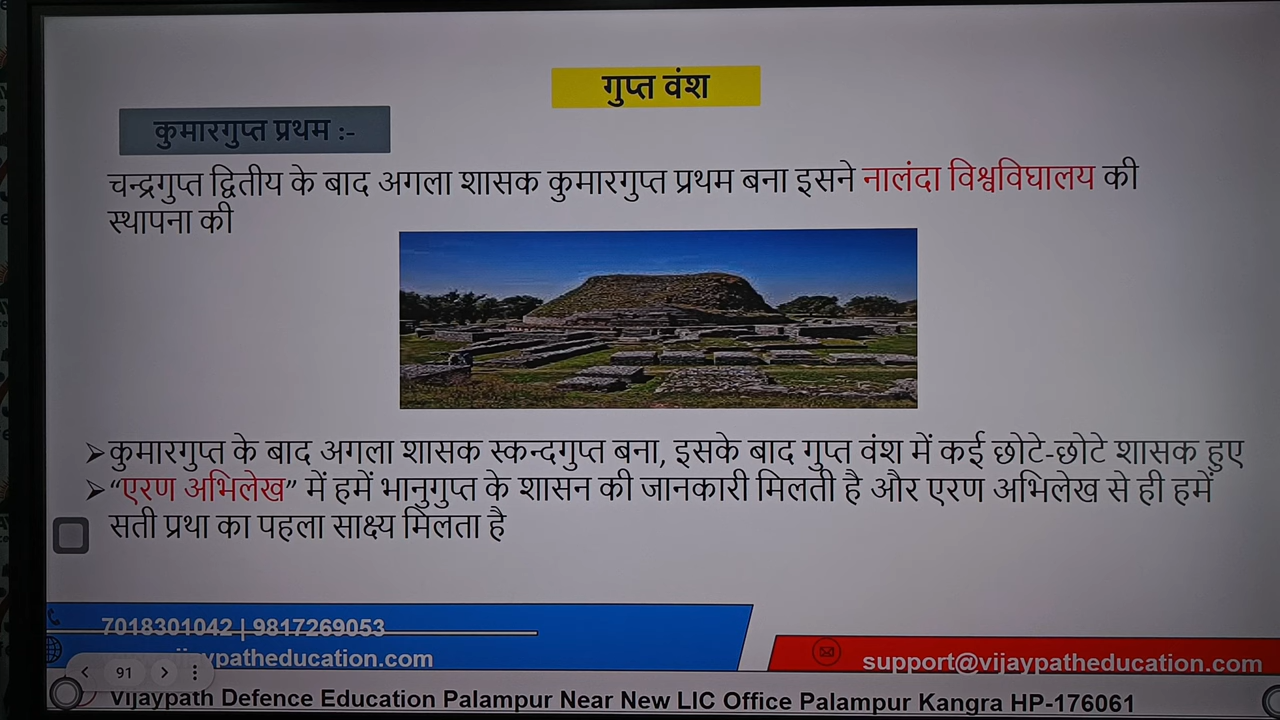 गुप्त वंश
कुमारगुप्त प्रथम :-
चन्द्रगुप्त द्वितीय के बाद अगला शासक कुमारगुप्त प्रथम बना इसने नालंदा विश्वविघालय की
स्थापना की
➢कुमारगुप्त के बाद अगला शासक स्कन्दगुप्त बना, इसके बाद गुप्त वंश में कई छोटे-छोटे शासक हुए
➢“एरण अभिलेख” में हमें भानुगुप्त के शासन की जानकारी मिलती है और एरण अभिलेख से ही हमें
सती प्रथा का पहला साक्ष्य मिलता है
7018301042 | 9817269053
ypatheducation.com
support@vijaypatheducation.com
91
Vijaypath Defence Education Palampur Near New LIC Office Palampur Kangra HP-176061